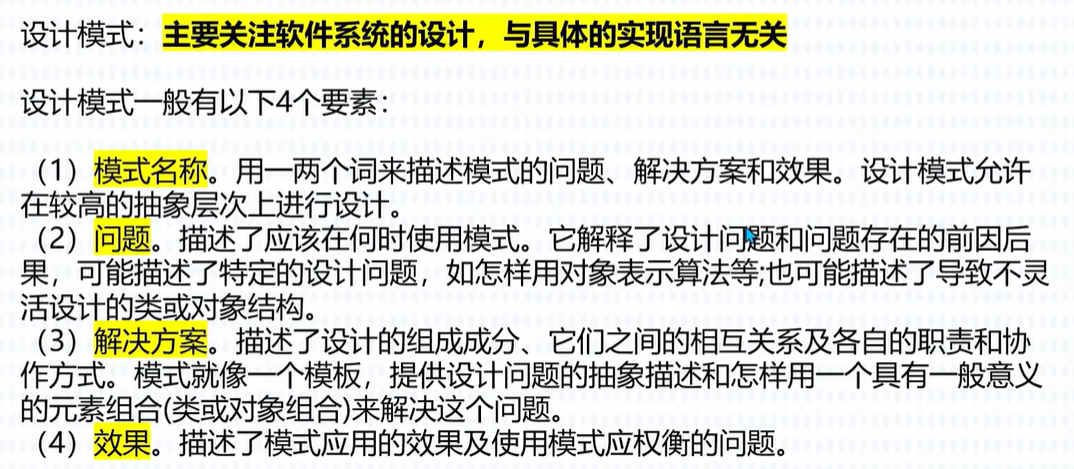 设计模式：主要关注软件系统的设计，与具体的实现语言无关
设计模式一般有以下4个要素：
（1）模式名称。用一两个词来描述模式的问题、解决方案和效果。设计模式允许
在较高的抽象层次上进行设计。
（2）问题。描述了应该在何时使用模式。它解释了设计问题和问题存在的前因后
果，可能描述了特定的设计问题，如怎样用对象表示算法等;也可能描述了导致不灵
活设计的类或对象结构。
（3）解决方案。描述了设计的组成成分、它们之间的相互关系及各自的职责和协
作方式。模式就像一个模板，提供设计问题的抽象描述和怎样用一个具有一般意义
的元素组合(类或对象组合)来解决这个问题。
（4）效果。描述了模式应用的效果及使用模式应权衡的问题。